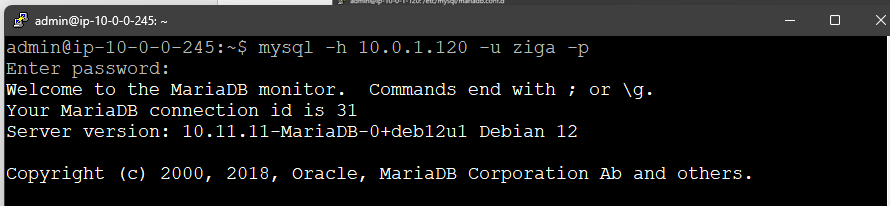 admin@ip-10-0-1-120: /etc/mysql/mariadb.conf.d
admin@ip-10-0-0-245: ~
admin@ip-10-0-0-245:~$ mysql -h 10.0.1.120 -u ziga -p
Enter password:
Welcome to the MariaDB monitor.  Commands end with ; or \g.
Your MariaDB connection id is 31
Server version: 10.11.11-MariaDB-0+deb12u1 Debian 12
Copyright (c) 2000, 2018, Oracle, MariaDB Corporation Ab and others.